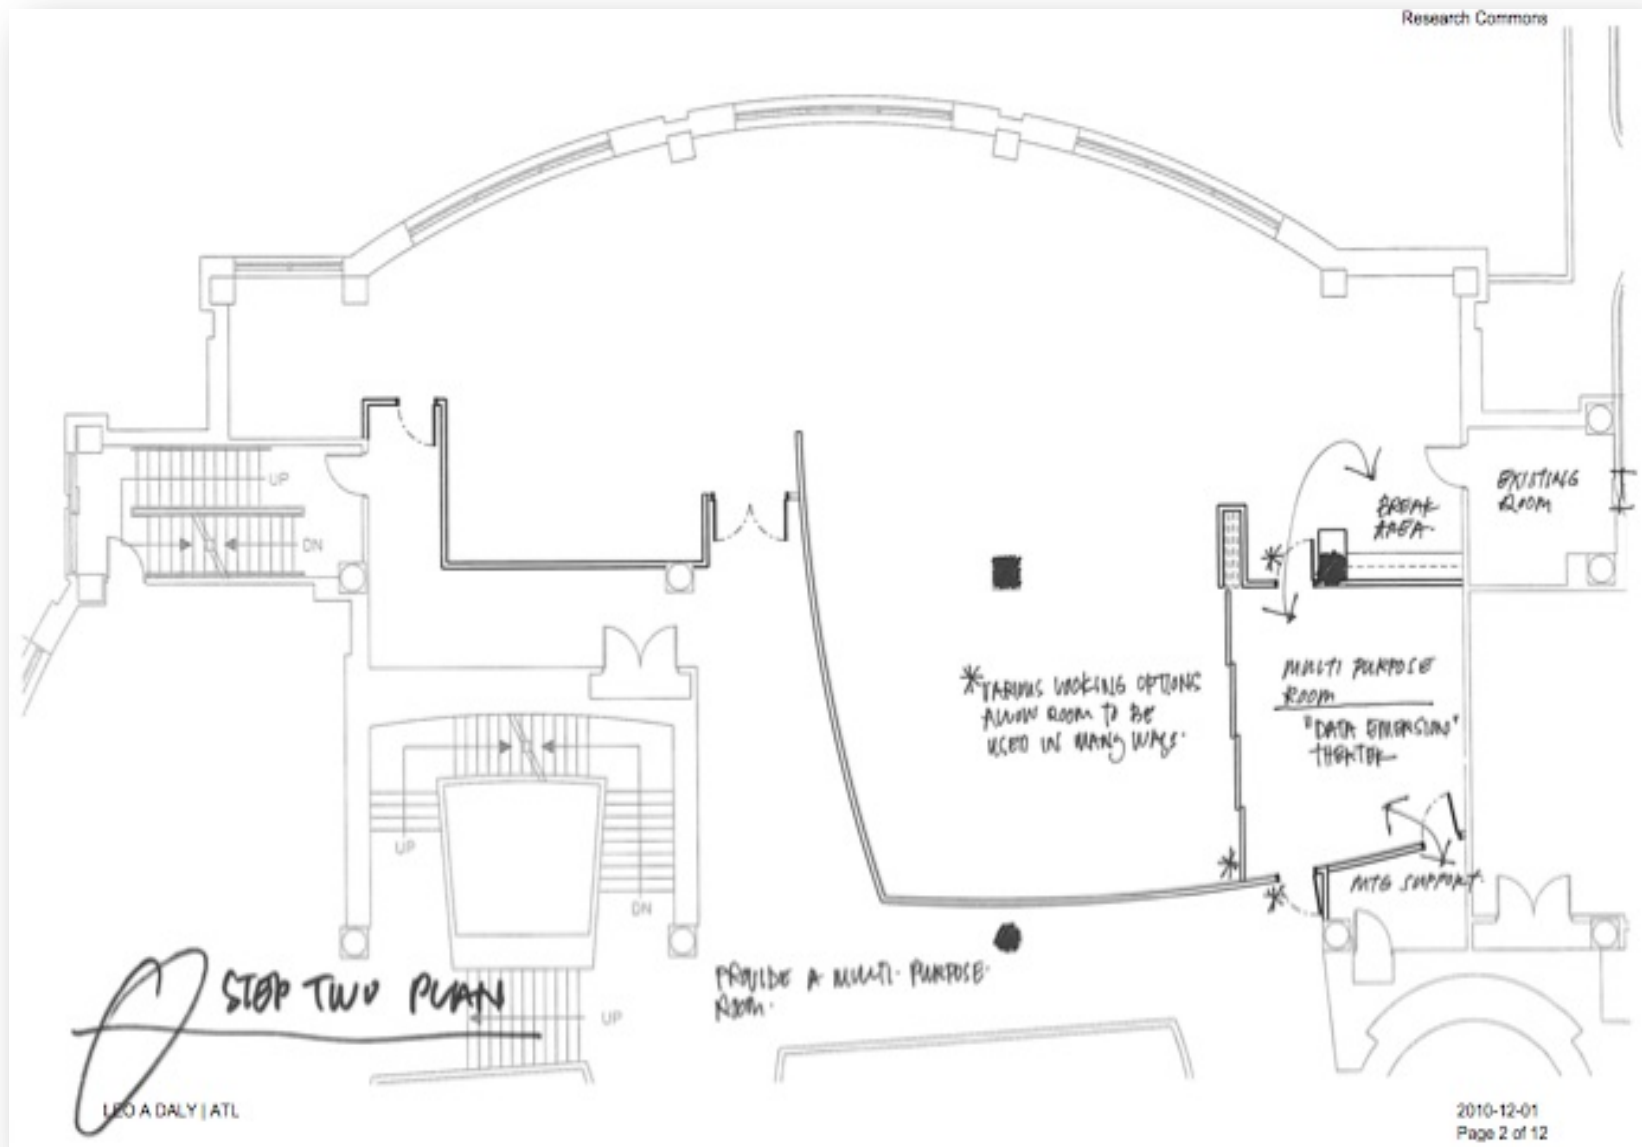 Research Commons
UP
DN
EXISTING
ROOM
BREAK
AREA
*VARIOUS LOCKING OPTIONS
ALLOW ROOM TO BE
USED IN MANY WAYS.
MULTI PURPOSE
ROOM
"DATA EMERSION"
THEATER
UP
DN
MTG SUPPORT.
STEP TWO PLAN
PROVIDE A MULTI-PURPOSE
ROOM.
UP
LEO A DALY | ATL
2010-12-01
Page 2 of 12